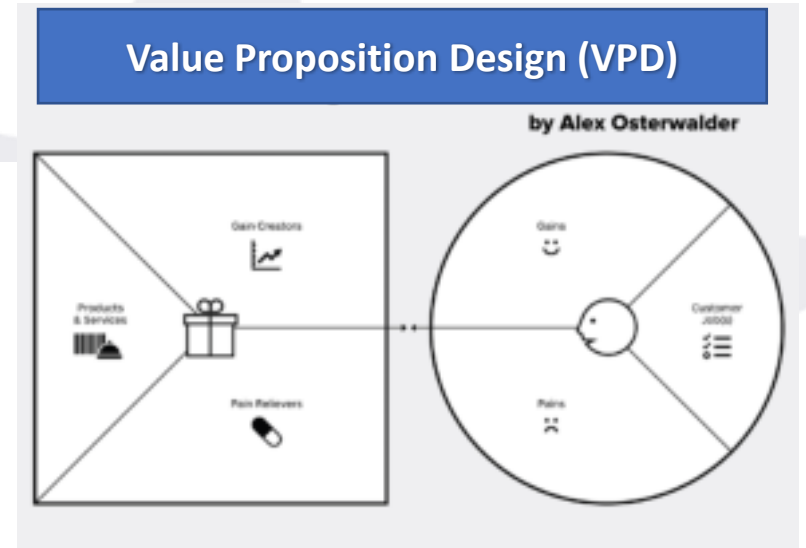 Value Proposition Design (VPD)
by Alex Osterwalder
Gain Creators
Products
& Services
Pain Relievers
Gains
Customer
Job(s)
Pains